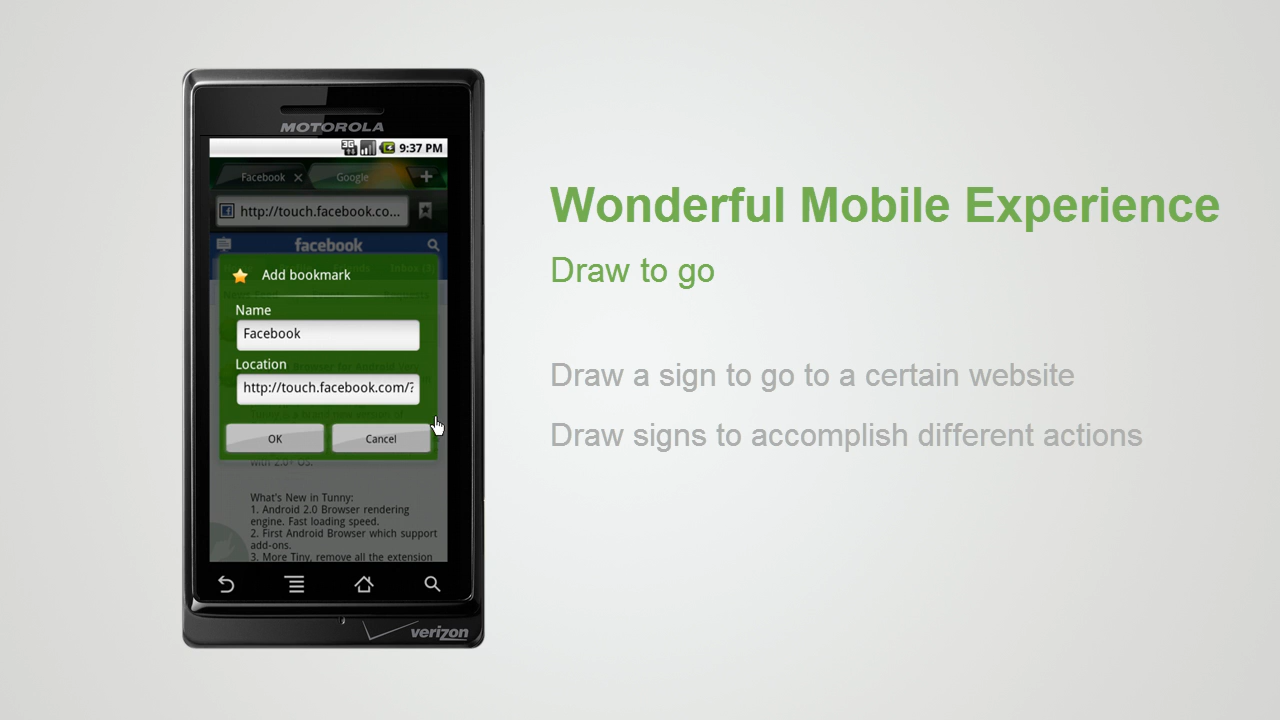 MOTOROLA
3G
9:37 PM
Facebook
Google
http://touch.facebook.co...
facebook
Add bookmark
Name
Facebook
Location
http://touch.facebook.com/?
OK
Cancel
with 2.0+ OS.
What's New in Tunny:
1. Android 2.0 Browser rendering
engine. Fast loading speed.
2. First Android Browser which support
add-ons.
3. More Tiny, remove all the extension
verizon
Wonderful Mobile Experience
Draw to go
Draw a sign to go to a certain website
Draw signs to accomplish different actions